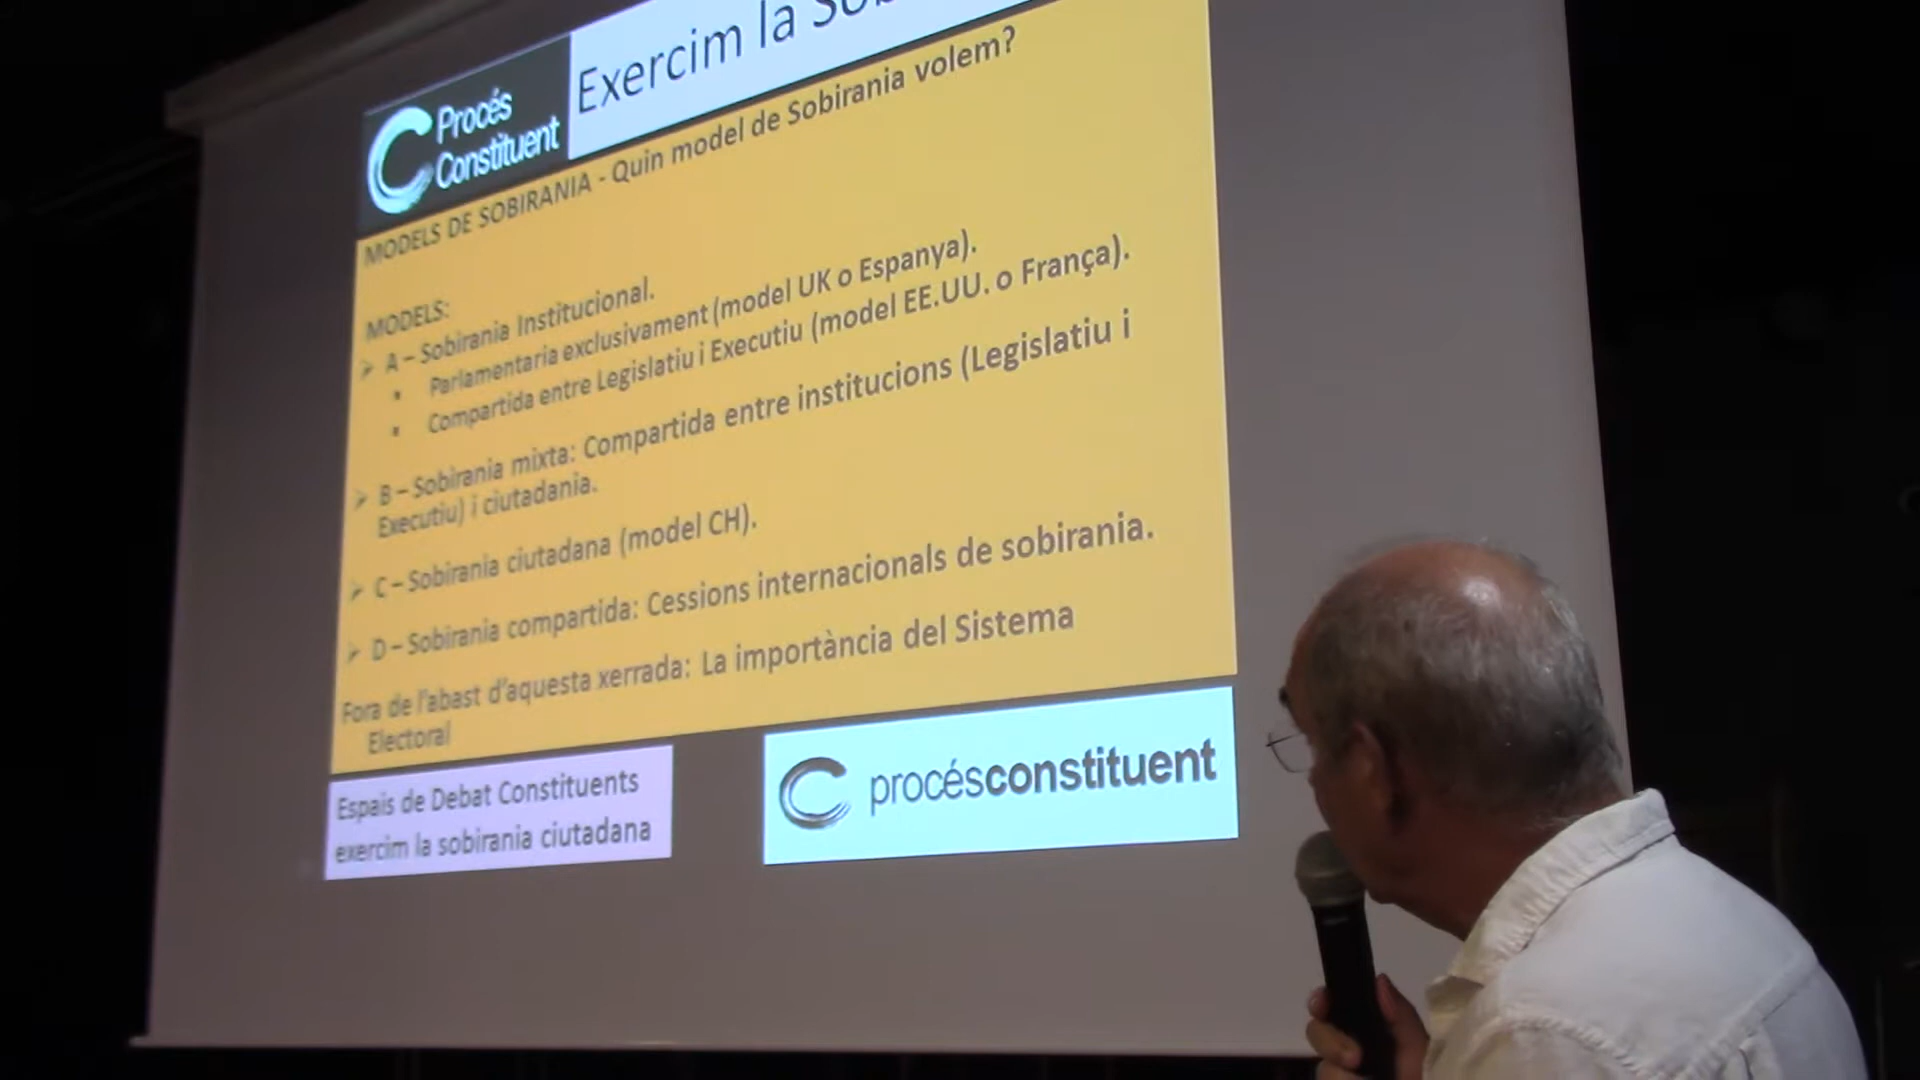 Procés
Constituent
Exercim la
MODELS DE SOBIRANIA - Quin model de Sobirania volem?
MODELS:
A – Sobirania Institucional.
Parlamentaria exclusivament (model UK o Espanya).
Compartida entre Legislatiu i Executiu (model EE.UU. o França).
B – Sobirania mixta: Compartida entre institucions (Legislatiu i
Executiu) i ciutadania.
C – Sobirania ciutadana (model CH).
D – Sobirania compartida: Cessions internacionals de sobirania.
Fora de l'abast d'aquesta xerrada: La importància del Sistema
Electoral
Espais de Debat Constituents
exercim la sobirania ciutadana
procésconstituent